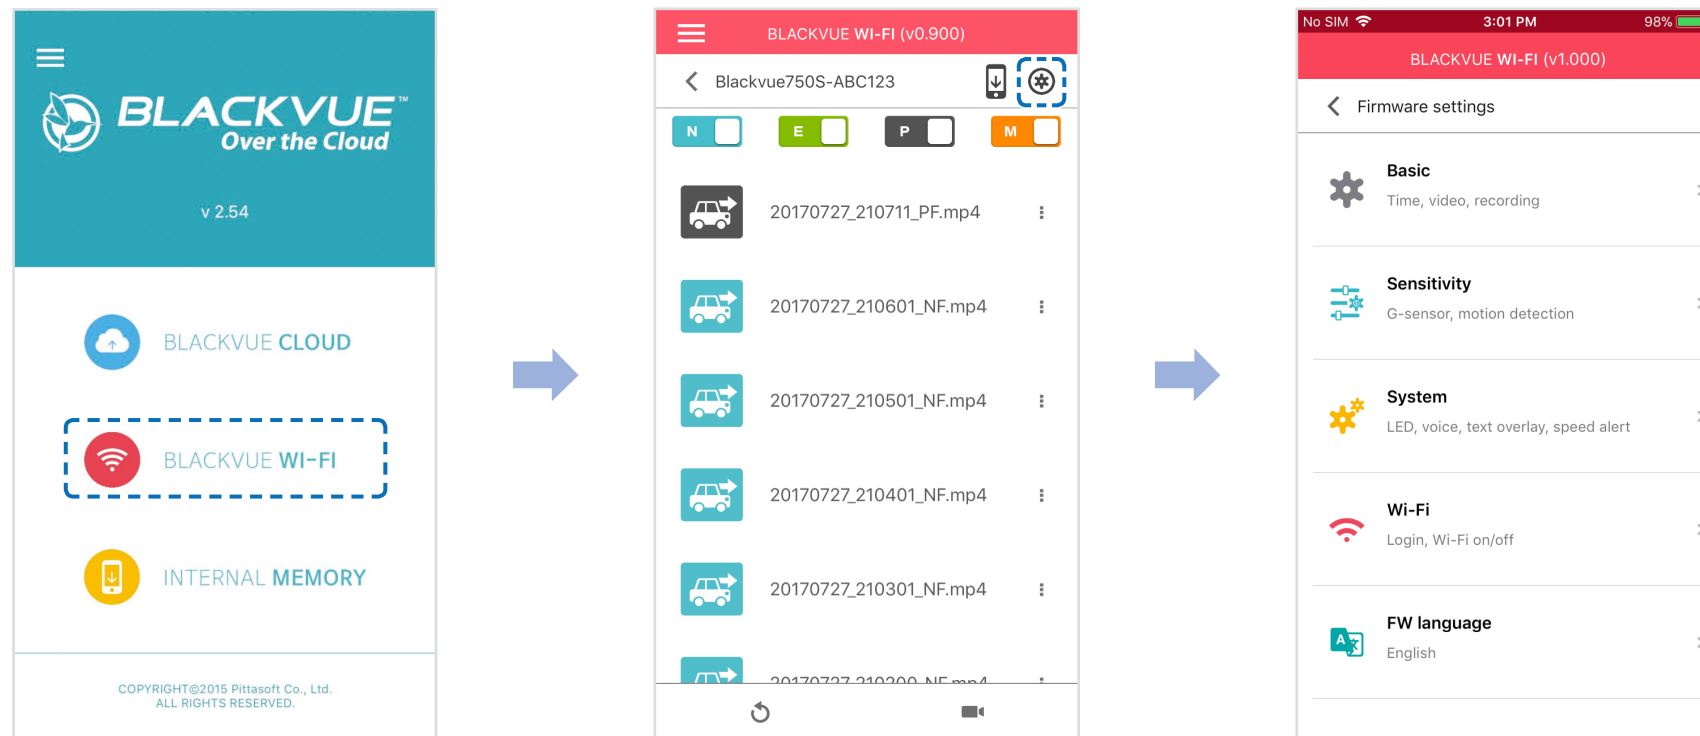 BLACKVUE™
Over the Cloud
v 2.54
BLACKVUE CLOUD
BLACKVUE WI-FI
INTERNAL MEMORY
COPYRIGHT©2015 Pittasoft Co., Ltd.
ALL RIGHTS RESERVED.
BLACKVUE WI-FI (v0.900)
Blackvue750S-ABC123
N E P M
20170727_210711_PF.mp4
20170727_210601_NF.mp4
20170727_210501_NF.mp4
20170727_210401_NF.mp4
20170727_210301_NF.mp4
20170727_210200_NF.mp4
No SIM 3:01 PM 98%
BLACKVUE WI-FI (v1.000)
Firmware settings
Basic
Time, video, recording
Sensitivity
G-sensor, motion detection
System
LED, voice, text overlay, speed alert
Wi-Fi
Login, Wi-Fi on/off
A
FW language
English